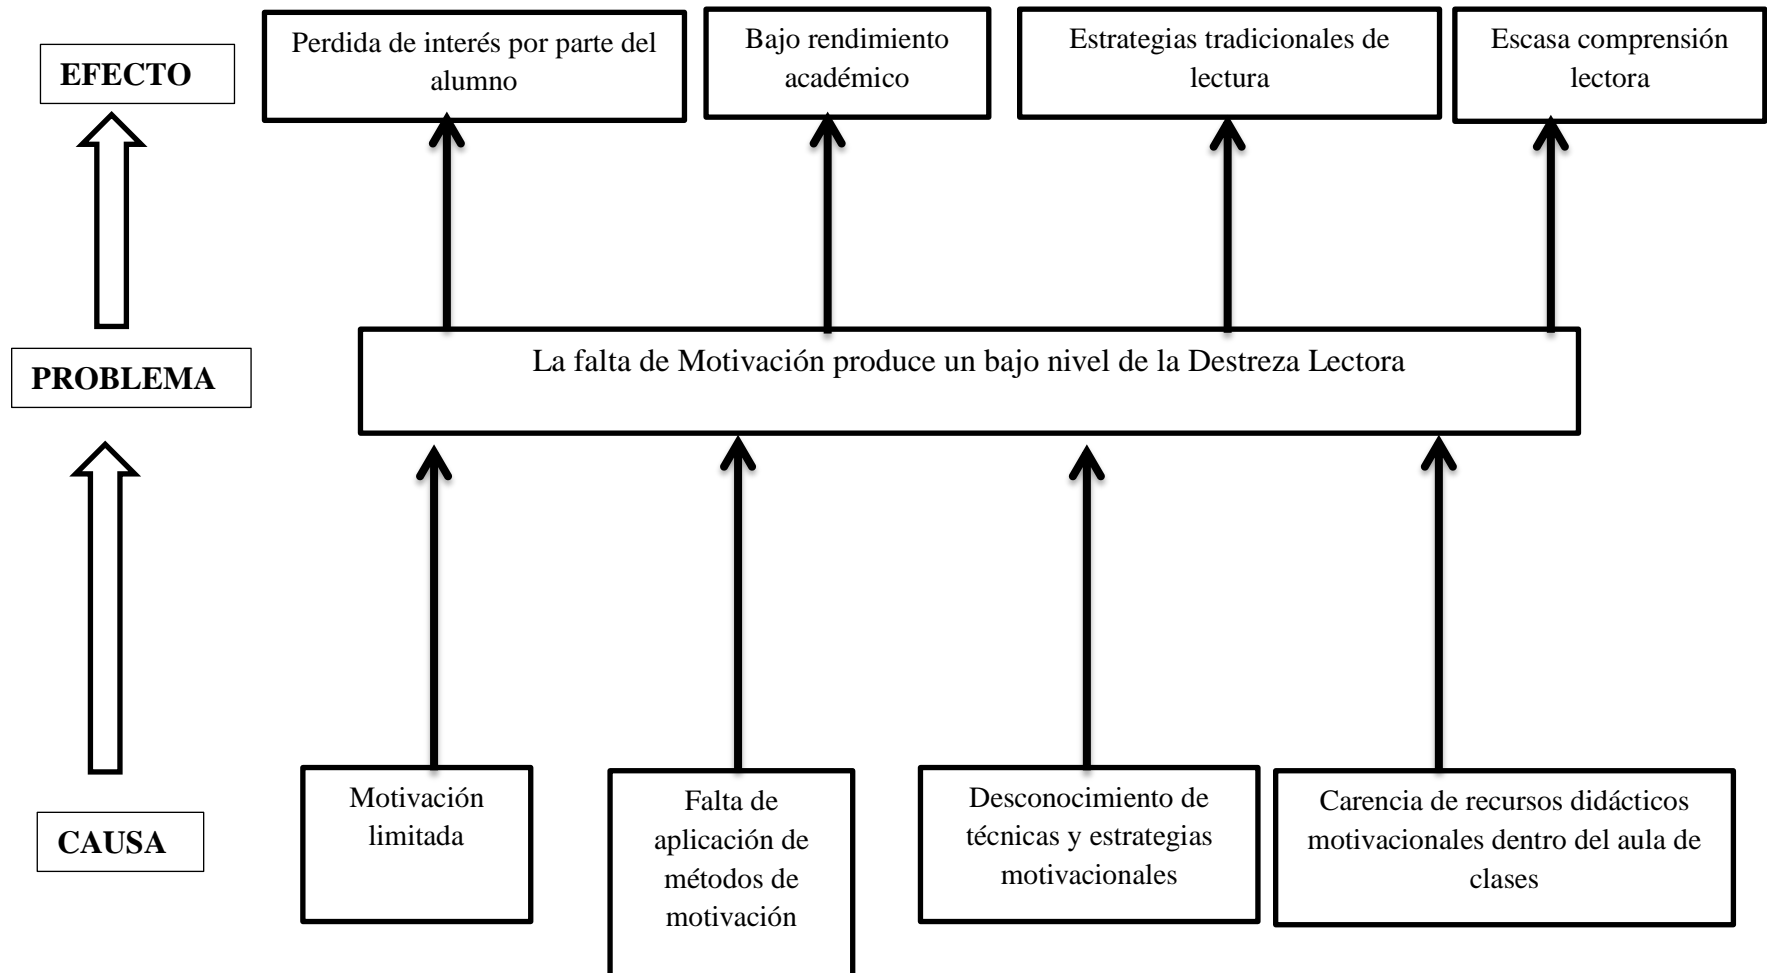 EFECTO
Perdida de interés por parte del
alumno
Bajo rendimiento
académico
Estrategias tradicionales de
lectura
Escasa comprensión
lectora
PROBLEMA
La falta de Motivación produce un bajo nivel de la Destreza Lectora
CAUSA
Motivación
limitada
Falta de
aplicación de
métodos de
motivación
Desconocimiento de
técnicas y estrategias
motivacionales
Carencia de recursos didácticos
motivacionales dentro del aula de
clases